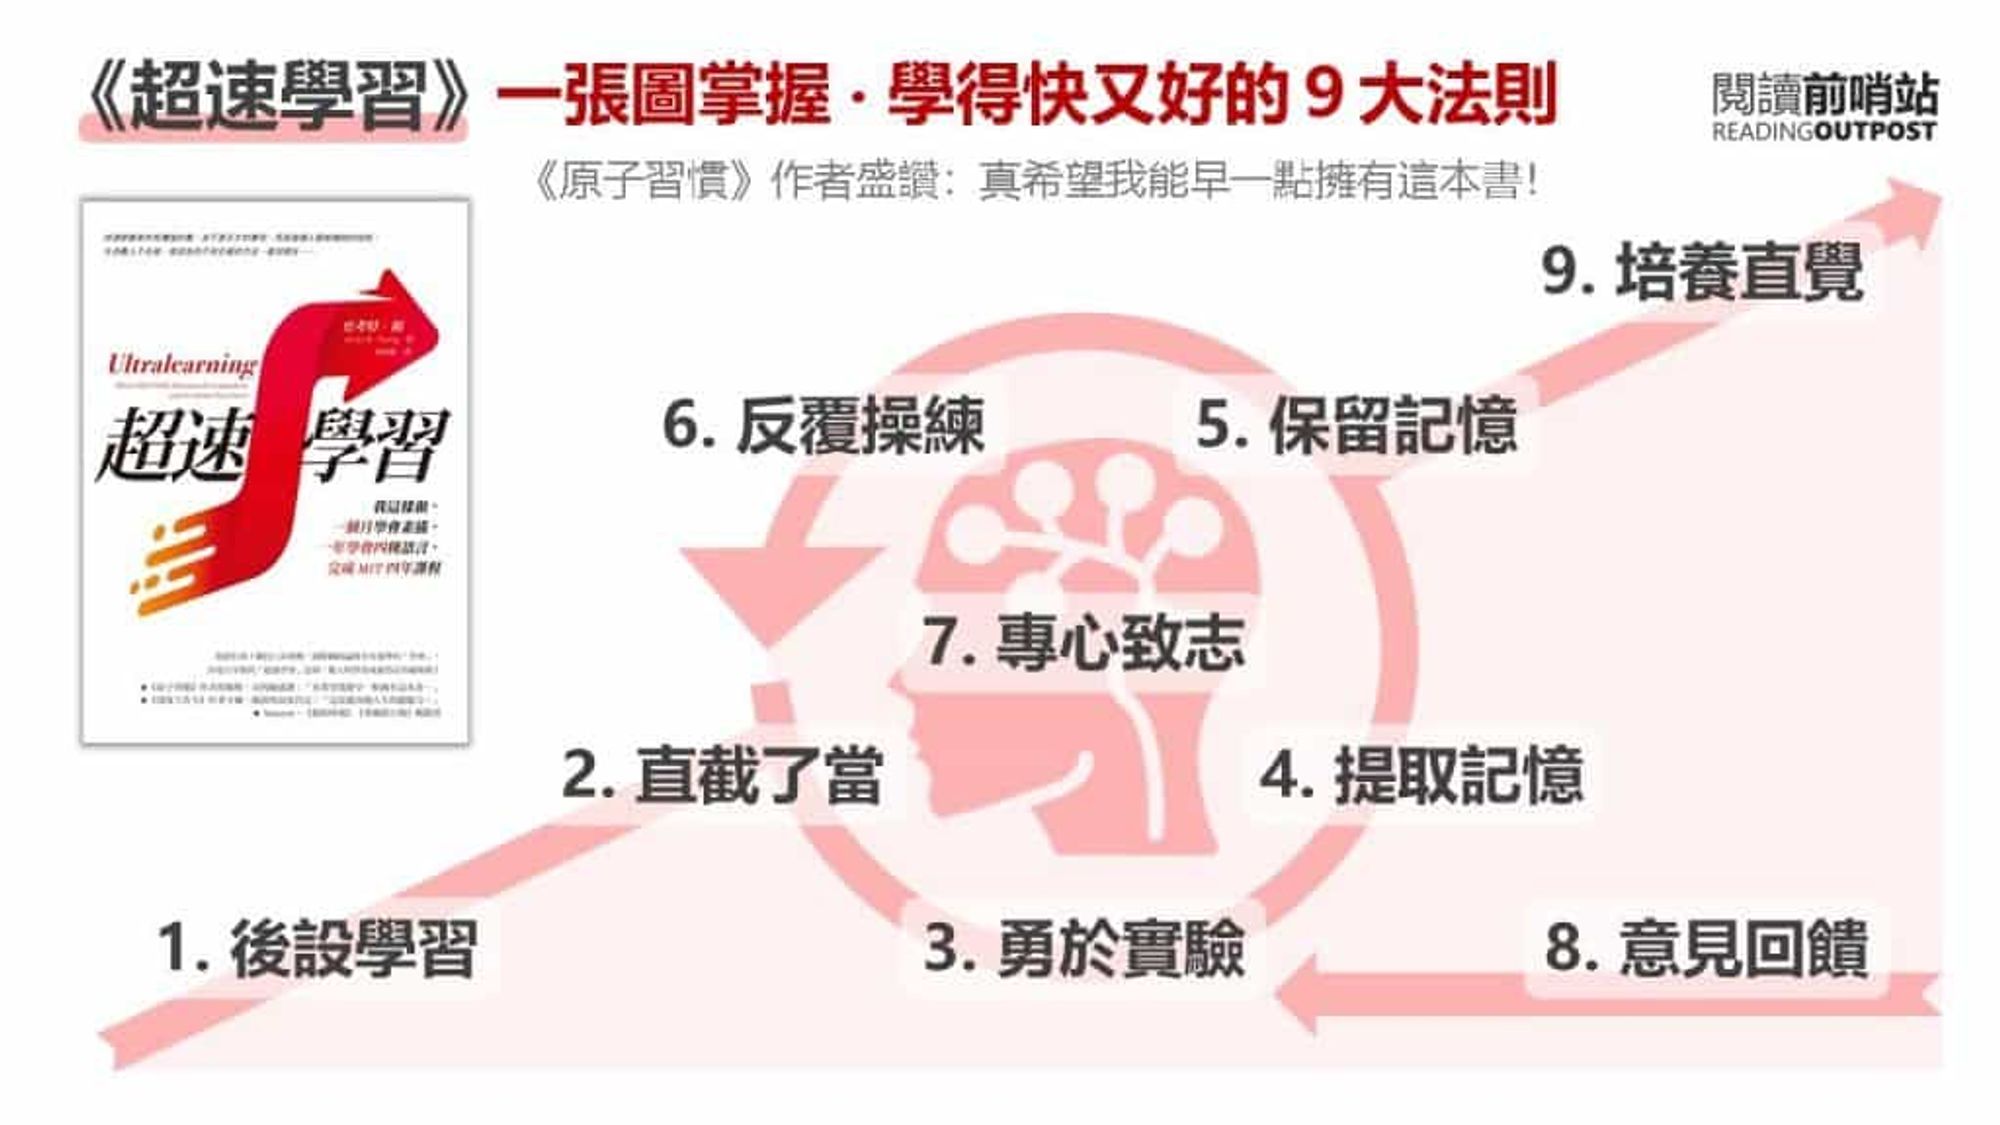 《超速學習》一張圖掌握·學得快又好的9大法則
閱讀前哨站
READINGOUTPOST
《原子習慣》作者盛讚：真希望我能早一點擁有這本書！
Ultralearning
超速學習
我這樣做，
一個月學會素描，
一年學會四種語言，
完成MIT四年課程
9. 培養直覺
6. 反覆操練
5. 保留記憶
7. 專心致志
2. 直截了當
4. 提取記憶
1. 後設學習
3. 勇於實驗
8. 意見回饋